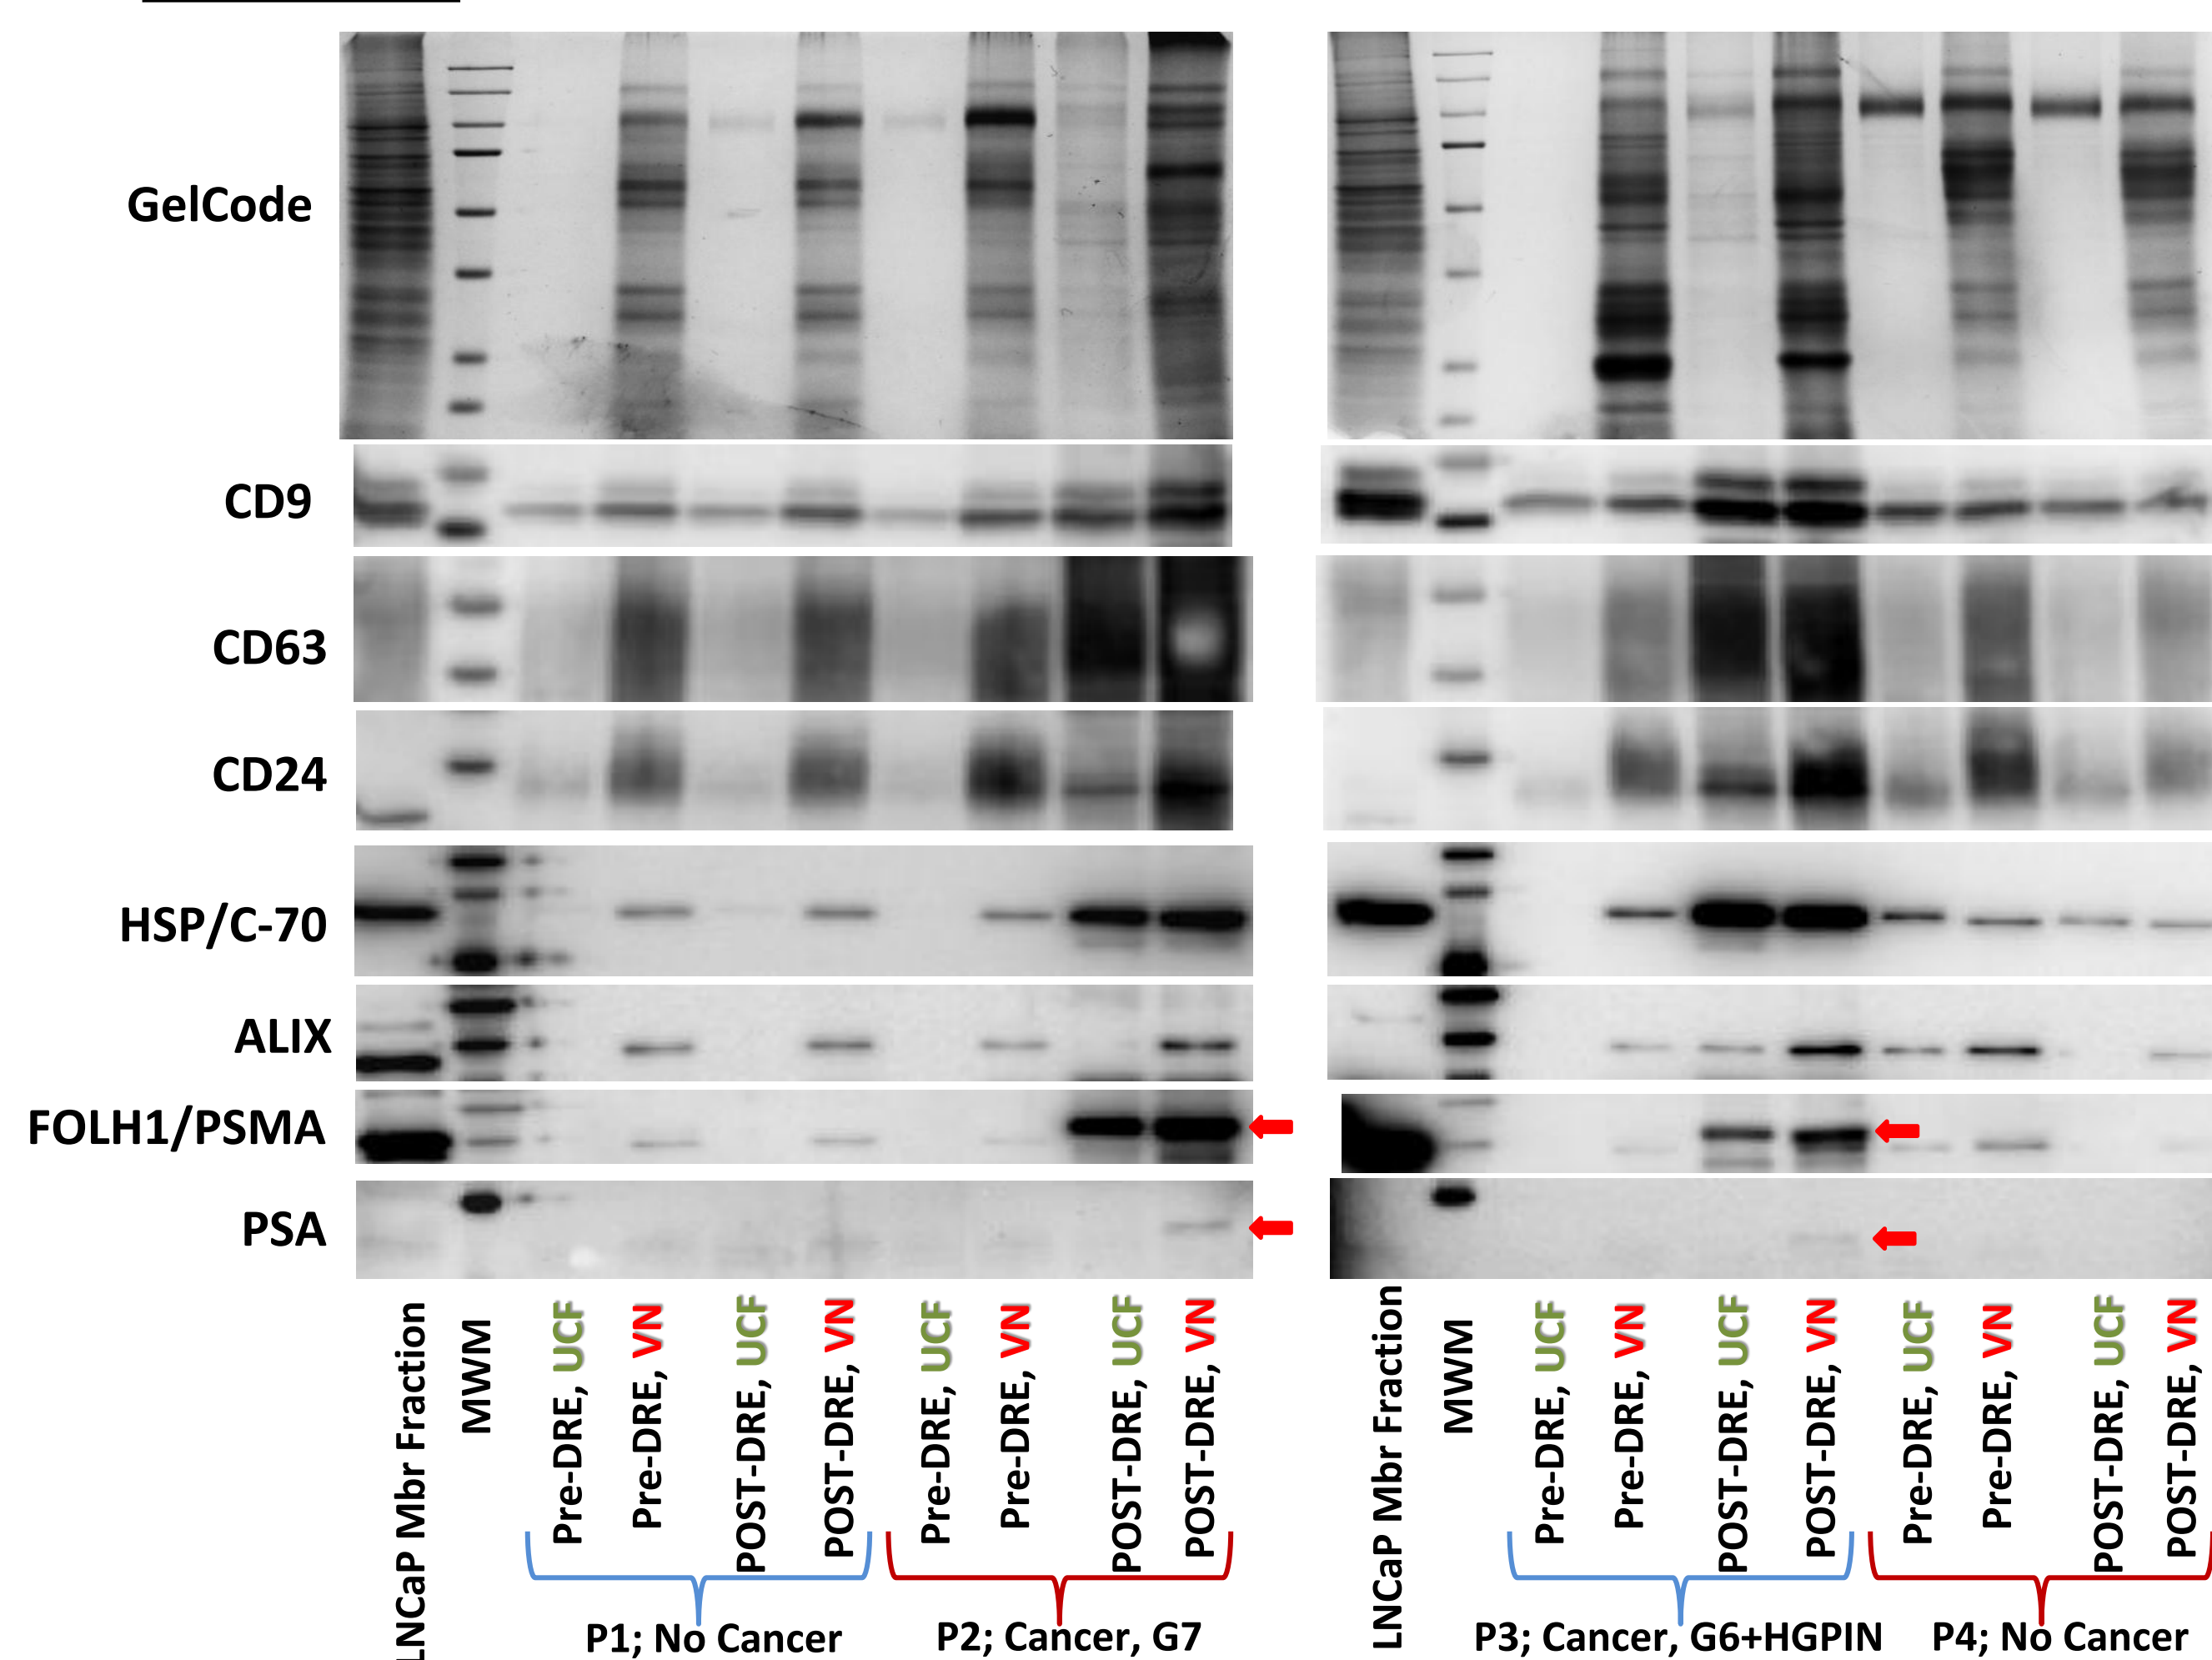 GelCode
CD9
CD63
CD24
HSP/C-70
ALIX
FOLH1/PSMA
PSA
LNCaP Mbr Fraction
MWM
Pre-DRE, UCF
Pre-DRE, VN
POST-DRE, UCF
POST-DRE, VN
Pre-DRE, UCF
Pre-DRE, VN
POST-DRE, UCF
POST-DRE, VN
P1; No Cancer
P2; Cancer, G7
LNCaP Mbr Fraction
MWM
Pre-DRE, UCF
Pre-DRE, VN
POST-DRE, UCF
POST-DRE, VN
Pre-DRE, UCF
Pre-DRE, VN
POST-DRE, UCF
POST-DRE, VN
P3; Cancer, G6+HGPIN
P4; No Cancer